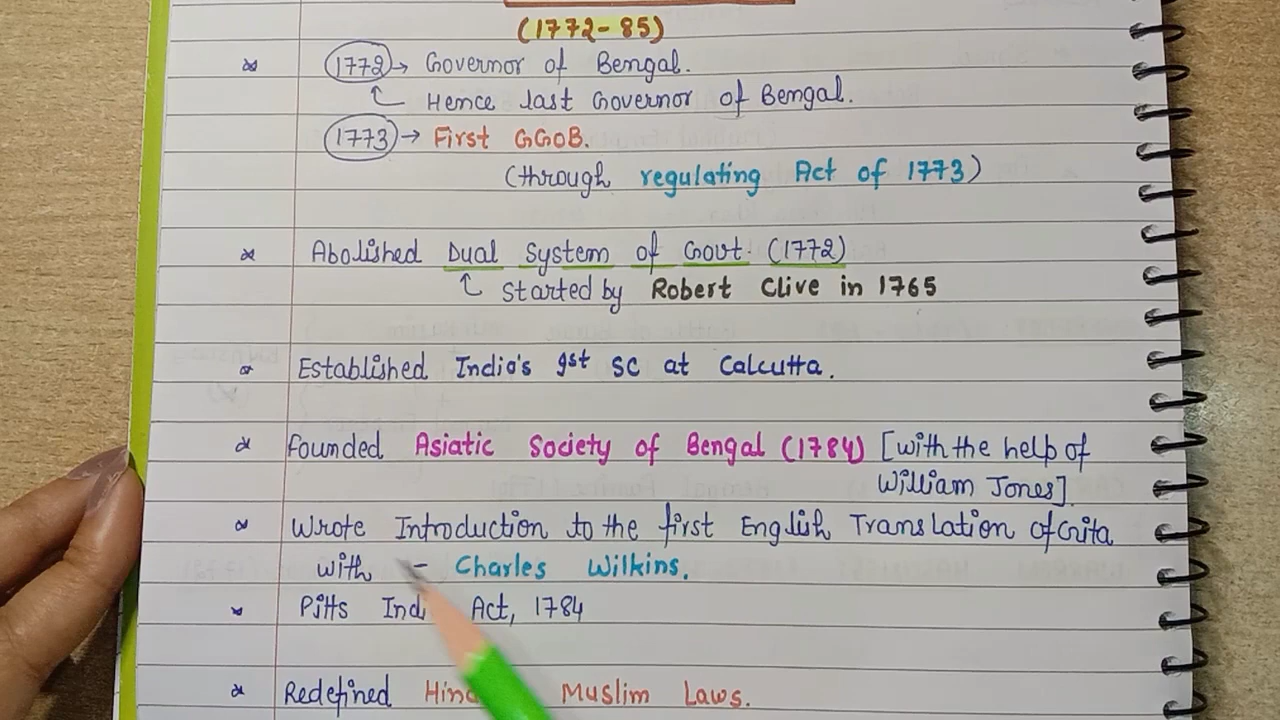 (1772-85)
1772 → Governor of Bengal.
Hence last Governor of Bengal.
1773 → First GGOB.
(through regulating Act of 1773)
Abolished Dual System of Govt. (1772)
Started by Robert Clive in 1765
Established India's 1st SC at Calcutta.
founded Asiatic Society of Bengal (1784) [with the help of
William Jones]
Wrote Introduction to the first English Translation of Gita
with - Charles Wilkins.
Pitts Act, 1784
Redefined Muslim Laws.